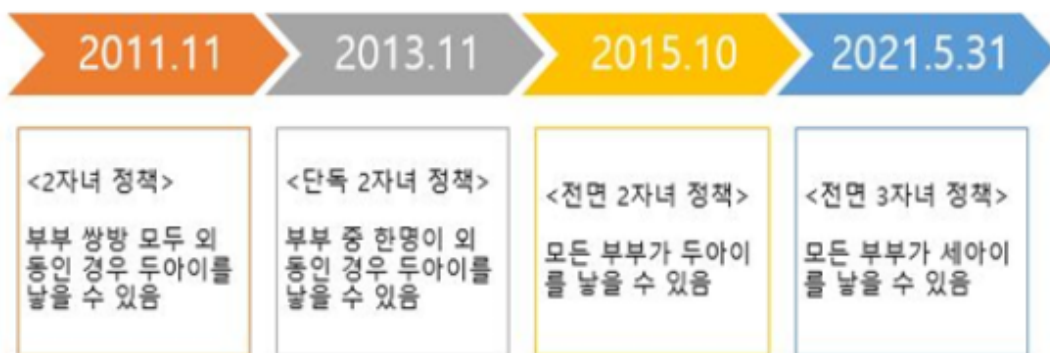 2011.11
2013.11
2015.10
2021.5.31
<2자녀 정책>
부부 쌍방 모두 외
동인 경우 두아이를
낳을 수 있음
<단독 2자녀 정책>
부부 중 한명이 외
동인 경우 두아이를
낳을 수 있음
<전면 2자녀 정책>
모든 부부가 두아이
를 낳을 수 있음
<전면 3자녀 정책>
모든 부부가 세아이
를 낳을 수 있음